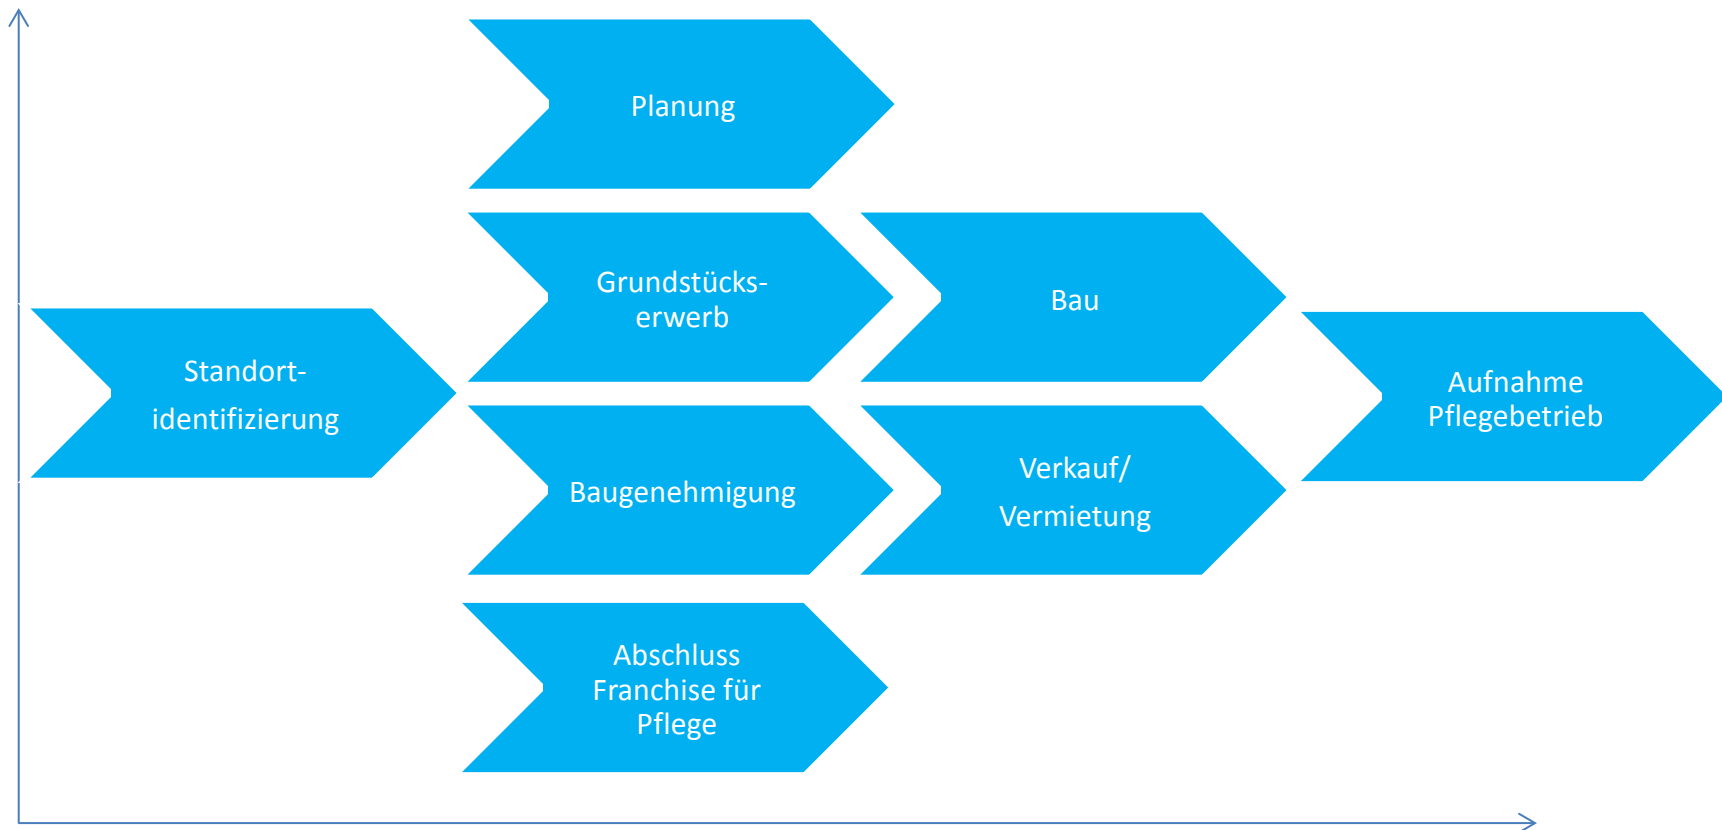 Standort-
identifizierung
Planung
Grundstücks-
erwerb
Baugenehmigung
Abschluss
Franchise für
Pflege
Bau
Verkauf/
Vermietung
Aufnahme
Pflegebetrieb